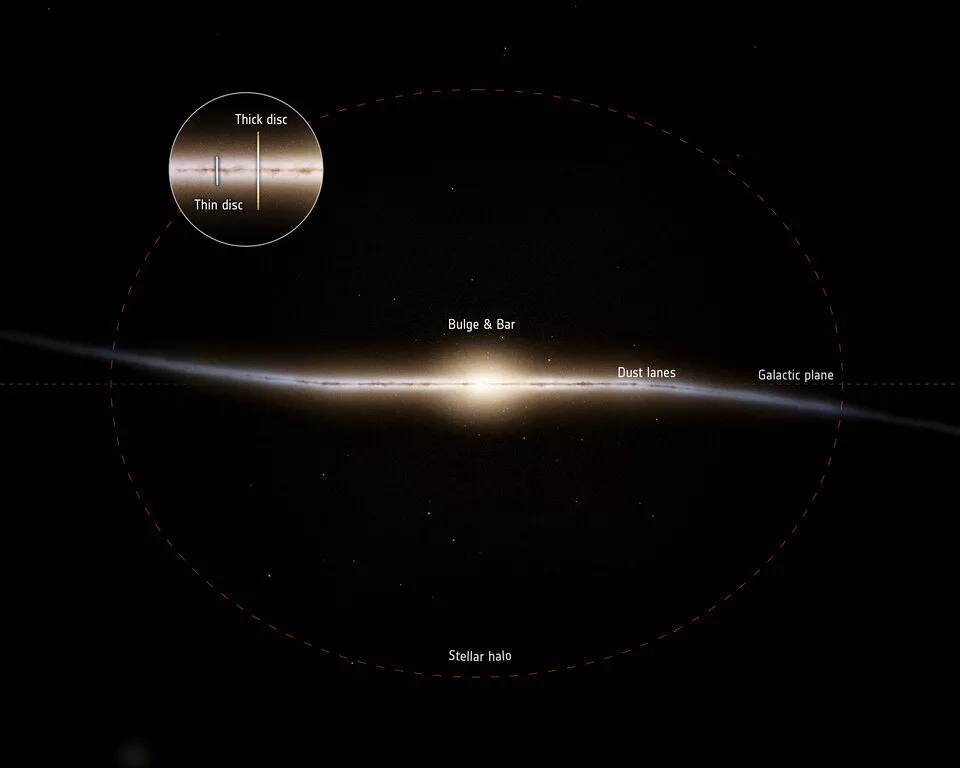 Thick disc
Thin disc
Bulge & Bar
Dust lanes
Galactic plane
Stellar halo